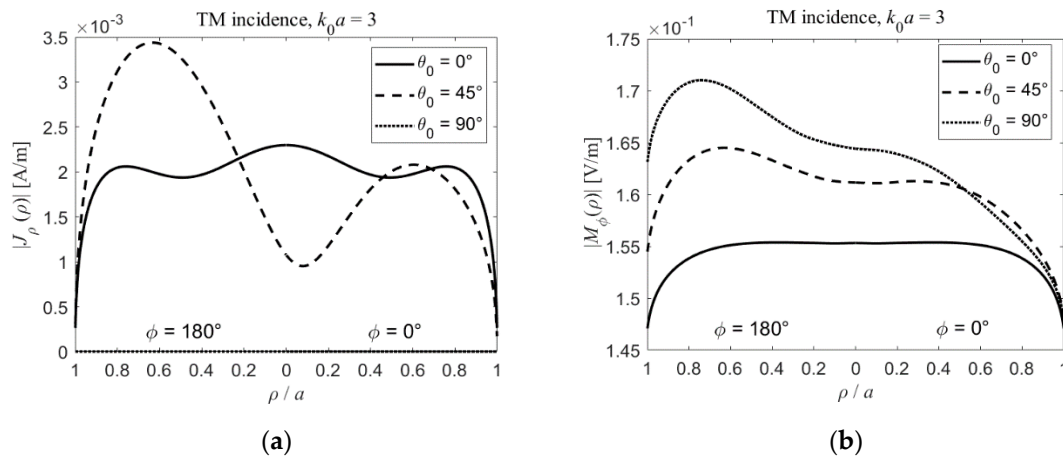 TM incidence, k₀a = 3
×10⁻³
3.5
3
2.5
2
1.5
1
0.5
0
|Jρ(ρ)| [A/m]
θ₀ = 0°
θ₀ = 45°
θ₀ = 90°
ϕ = 180°
ϕ = 0°
1 0.8 0.6 0.4 0.2 0 0.2 0.4 0.6 0.8 1
ρ / a
(a)
TM incidence, k₀a = 3
×10⁻¹
1.75
1.7
1.65
1.6
1.55
1.5
1.45
|Mϕ(ρ)| [V/m]
θ₀ = 0°
θ₀ = 45°
θ₀ = 90°
ϕ = 180°
ϕ = 0°
1 0.8 0.6 0.4 0.2 0 0.2 0.4 0.6 0.8 1
ρ / a
(b)